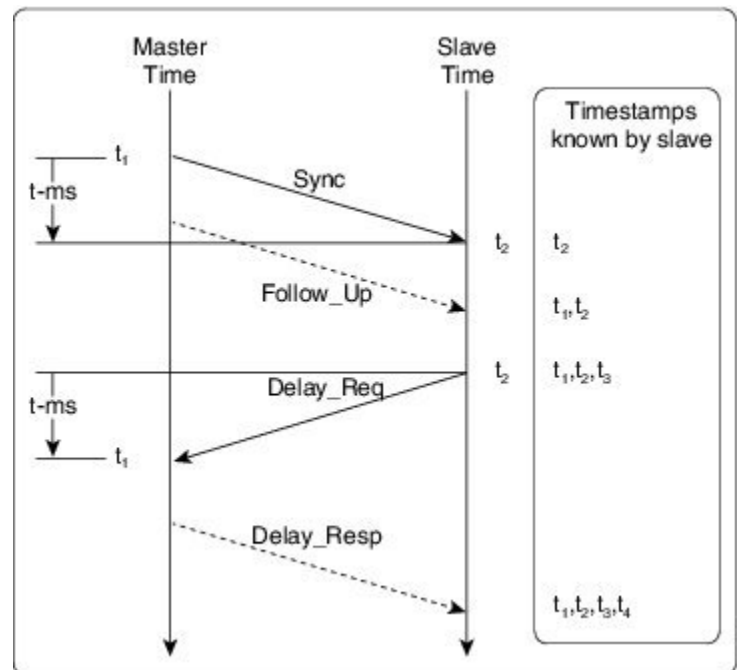 Master
Time
Slave
Time
Timestamps
known by slave
t₁
Sync
t-ms
t₂
t₂
Follow_Up
t₁,t₂
t₂
t₁,t₂,t₃
Delay_Req
t-ms
t₁
Delay_Resp
t₁,t₂,t₃,t₄